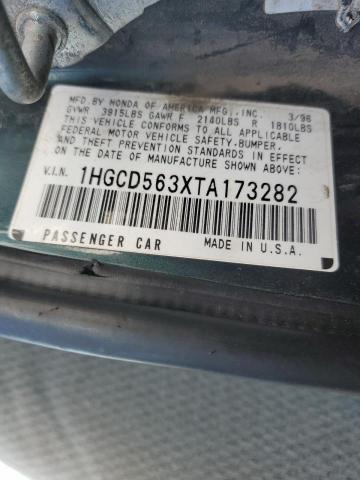 MFD. BY HONDA OF AMERICA MFG., INC. 3/96
GVWR 3915LBS GAWR F 2140LBS R 1810LBS
THIS VEHICLE CONFORMS TO ALL APPLICABLE
FEDERAL MOTOR VEHICLE SAFETY, BUMPER,
AND THEFT PREVENTION STANDARDS IN EFFECT
ON THE DATE OF MANUFACTURE SHOWN ABOVE.
V.I.N. 1HGCD563XTA173282
PASSENGER CAR MADE IN U.S.A.